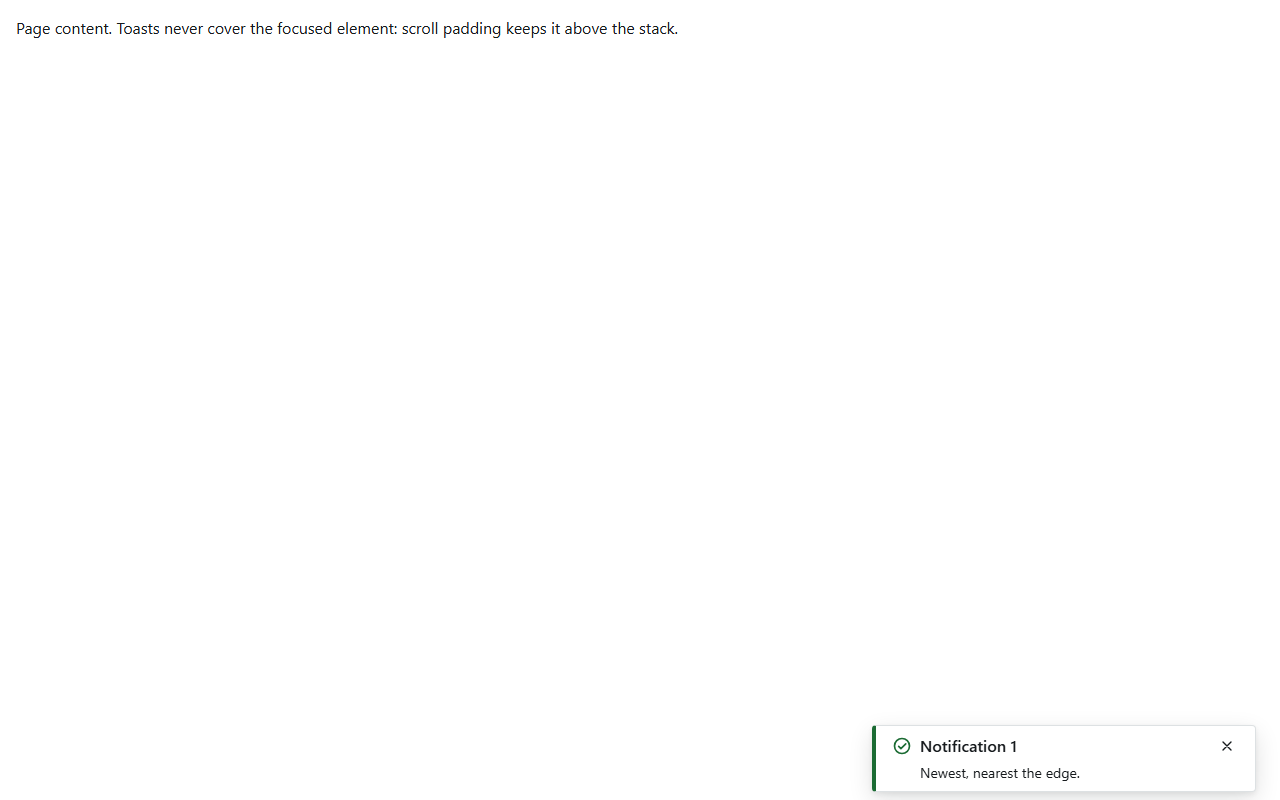 Page content. Toasts never cover the focused element: scroll padding keeps it above the stack.
Notification 1
Newest, nearest the edge.